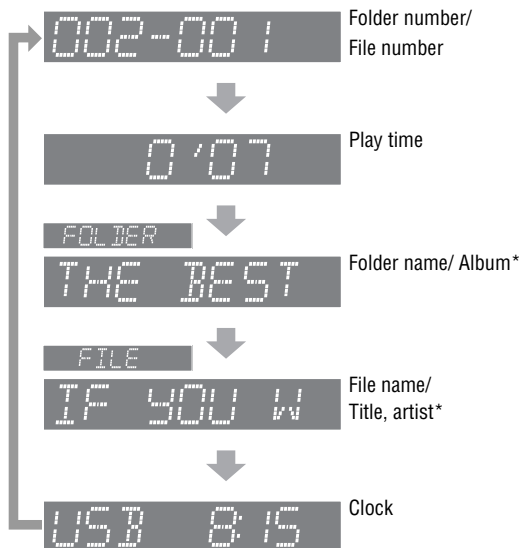 002-001
Folder number/
File number
0'07
Play time
FOLDER
THE BEST
Folder name/ Album*
FILE
IF YOU W
File name/
Title, artist*
USB 8:15
Clock